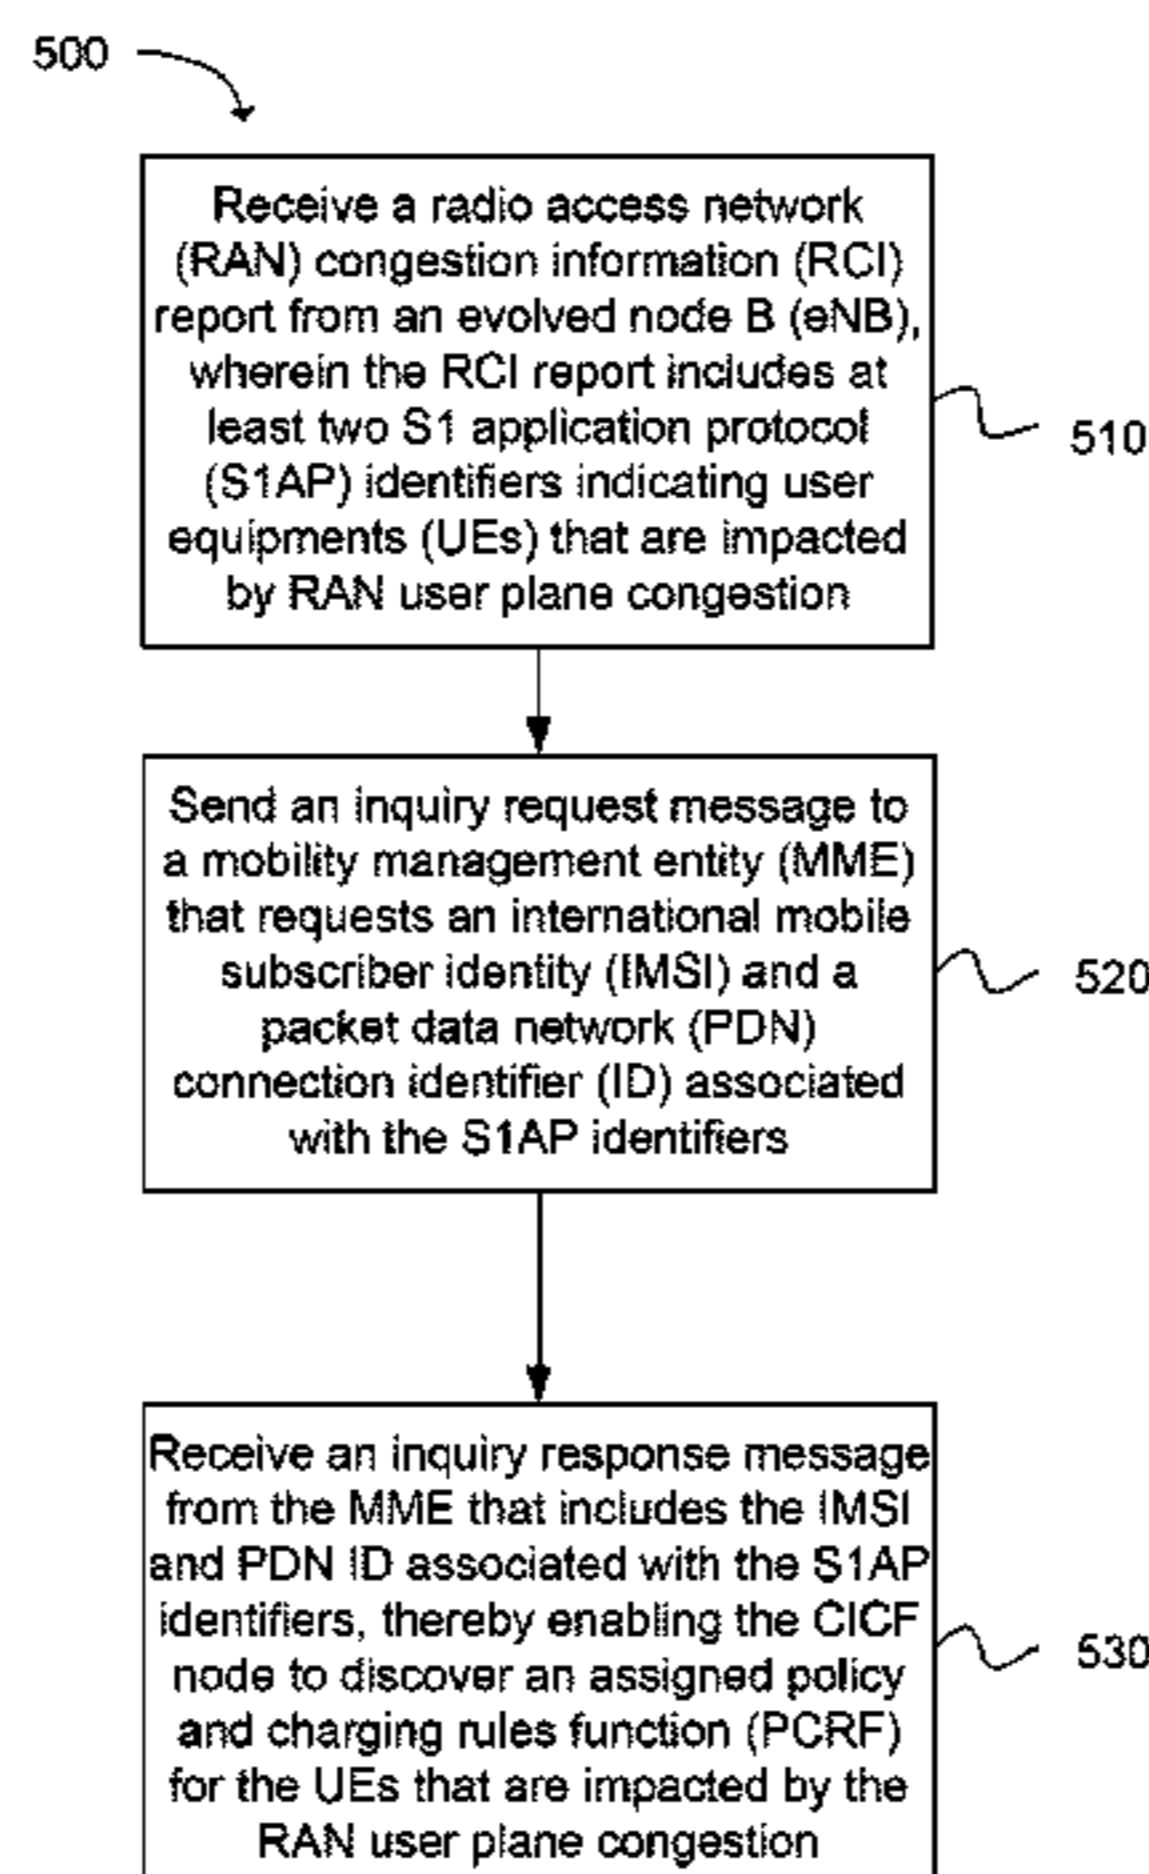 500
Receive a radio access network
(RAN) congestion information (RCI)
report from an evolved node B (eNB),
wherein the RCI report includes at
least two S1 application protocol
(S1AP) identifiers indicating user
equipments (UEs) that are impacted
by RAN user plane congestion
510
Send an inquiry request message to
a mobility management entity (MME)
that requests an international mobile
subscriber identity (IMSI) and a
packet data network (PDN)
connection identifier (ID) associated
with the S1AP identifiers
520
Receive an inquiry response message
from the MME that includes the IMSI
and PDN ID associated with the S1AP
identifiers, thereby enabling the CICF
node to discover an assigned policy
and charging rules function (PCRF)
for the UEs that are impacted by the
RAN user plane congestion
530